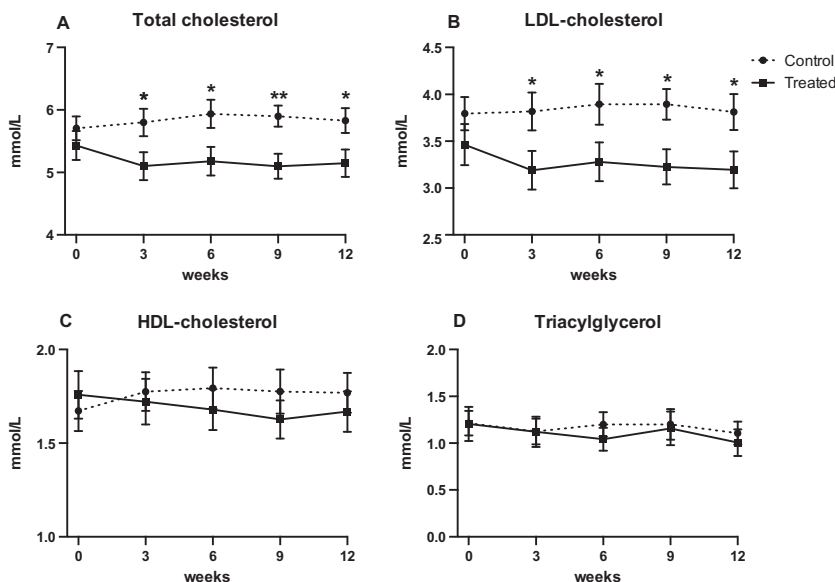 A Total cholesterol
7
6
5
4
mmol/L
* * ** *
0 3 6 9 12
weeks
B LDL-cholesterol
4.5
4.0
3.5
3.0
2.5
mmol/L
* * * *
0 3 6 9 12
weeks
Control
Treated
C HDL-cholesterol
2.0
1.5
1.0
mmol/L
0 3 6 9 12
weeks
D Triacylglycerol
2.0
1.5
1.0
0.5
0.0
mmol/L
0 3 6 9 12
weeks